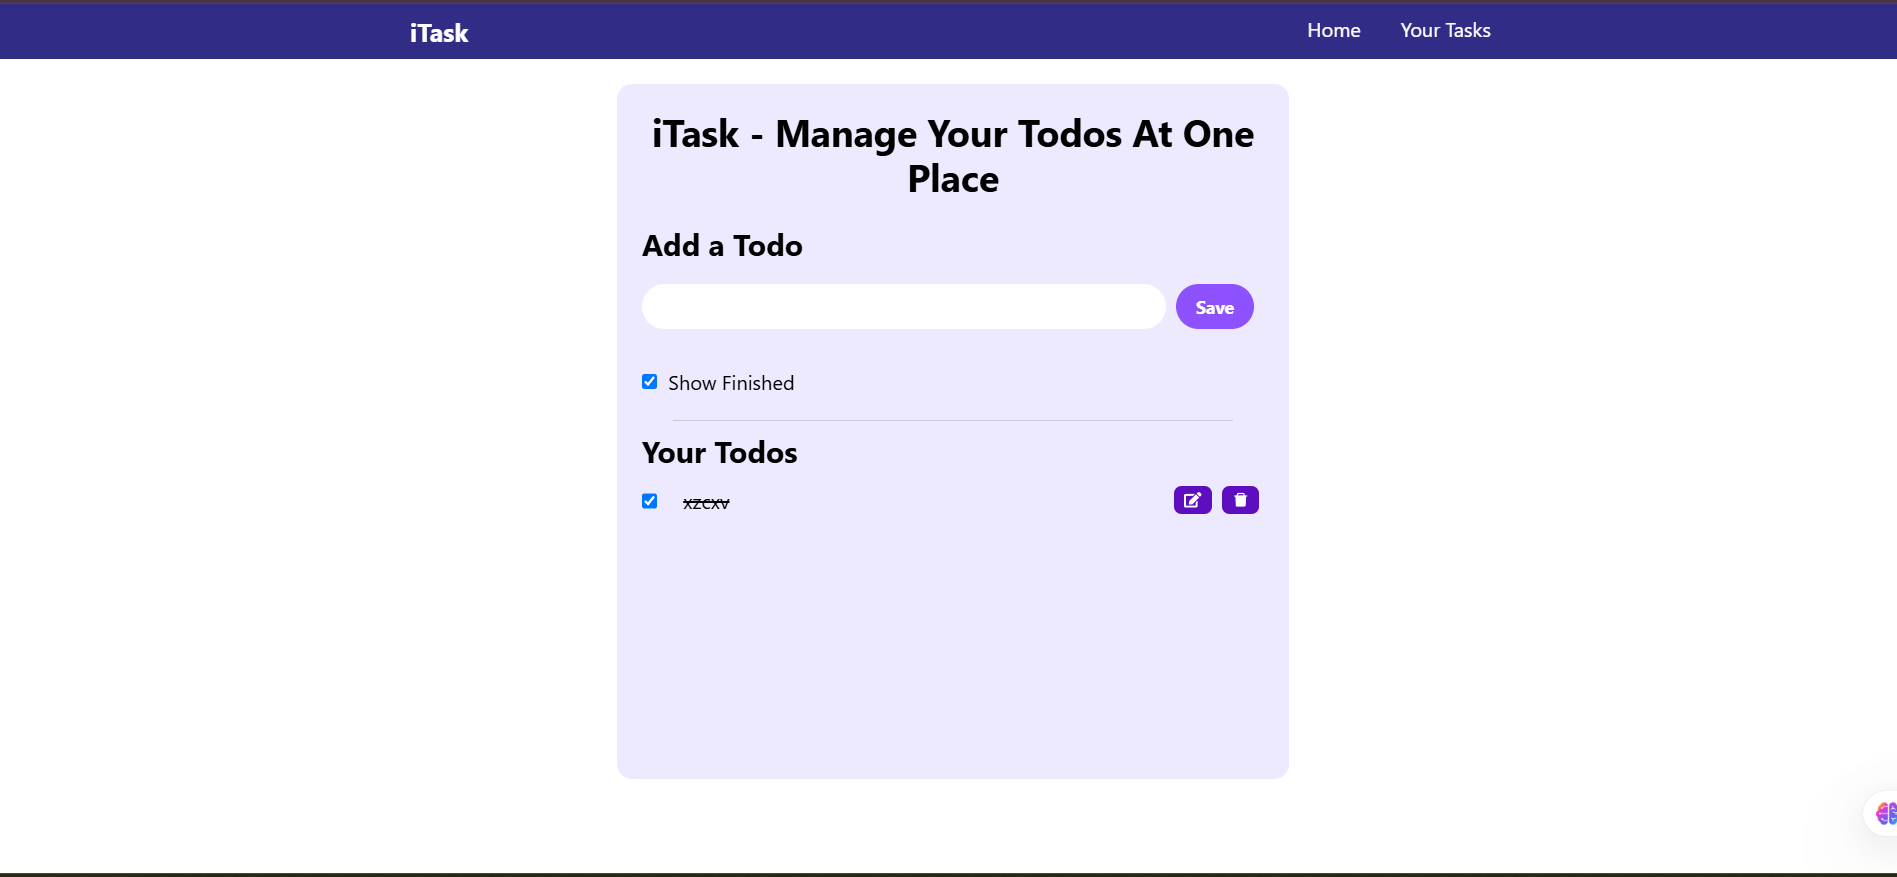 iTask
Home
Your Tasks
iTask - Manage Your Todos At One
Place
Add a Todo
Save
Show Finished
Your Todos
xzcxv